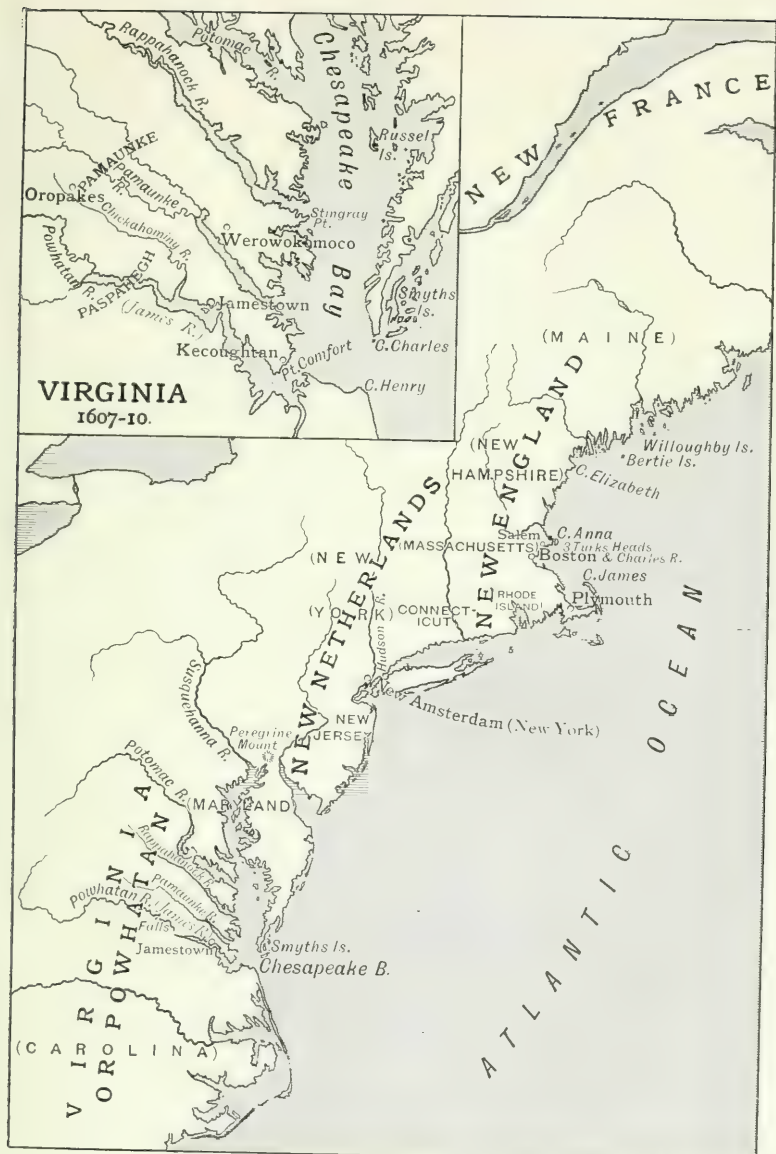 Rappahanock R.
Potomac
R.
Chesapeake
Bay
Russel
Is.
PAMAUNKE
Pamaunke
R.
Oropakes
Chickahominy R.
Stingray
Pt.
Werowokomoco
Powhatan R.
PASPAHEGH
(James R.)
Jamestown
Smyths
Is.
Kecoughtan
Pt. Comfort
C. Charles
C. Henry
VIRGINIA
1607-10.
NEW FRANCE
(MAINE)
NEW ENGLAND
(NEW
HAMPSHIRE)
Willoughby Is.
Bertie Is.
C. Elizabeth
Salem
C. Anna
(MASSACHUSETTS)
3 Turks Heads
Boston & Charles R.
C. James
Plymouth
RHODE
ISLAND)
CONNECT-
ICUT
(NEW
YORK)
NEW NETHERLANDS
Hudson R.
New Amsterdam (New York)
NEW
JERSEY
Susquehanna R.
Peregrine
Mount
Potomac R.
(MARYLAND)
Rappahanock R.
Pamaunke R.
Powhatan R. (James R.)
Falls
Jamestown
Smyths Is.
Chesapeake B.
VIRGINIA
OR POWHATAN
(CAROLINA)
ATLANTIC OCEAN